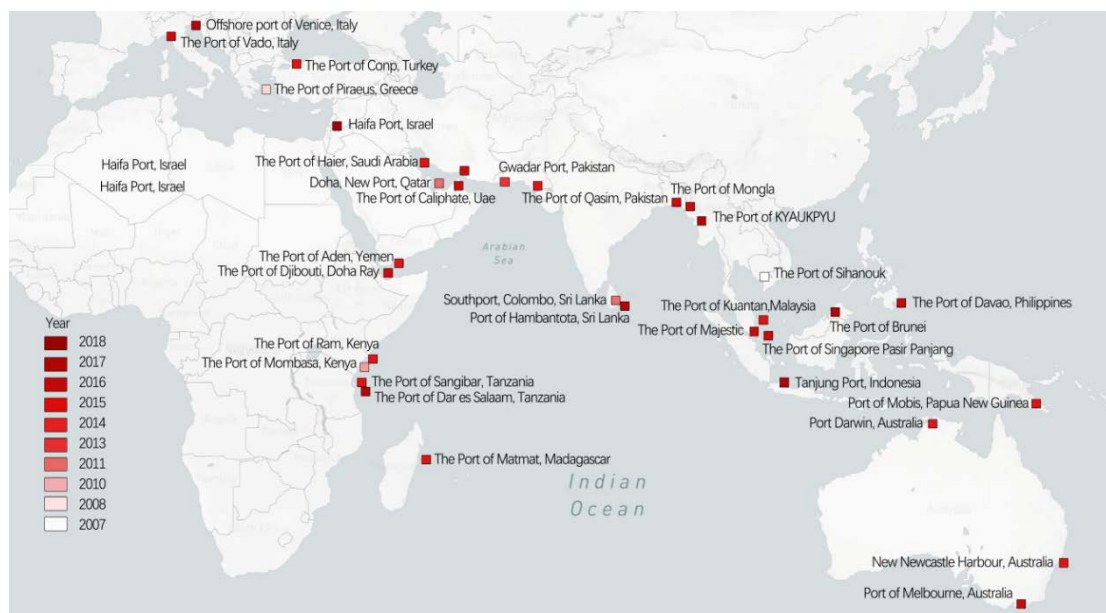 Offshore port of Venice, Italy
The Port of Vado, Italy
The Port of Conp, Turkey
The Port of Piraeus, Greece
Haifa Port, Israel
Haifa Port, Israel
Haifa Port, Israel
The Port of Haier, Saudi Arabia
Gwadar Port, Pakistan
Doha, New Port, Qatar
The Port of Caliphate, Uae
The Port of Qasim, Pakistan
The Port of Mongla
The Port of KYAUKPYU
Arabian
Sea
The Port of Aden, Yemen
The Port of Djibouti, Doha Ray
The Port of Sihanouk
Southport, Colombo, Sri Lanka
Port of Hambantota, Sri Lanka
The Port of Kuantan,Malaysia
The Port of Majestic
The Port of Davao, Philippines
The Port of Brunei
The Port of Singapore Pasir Panjang
The Port of Ram, Kenya
The Port of Mombasa, Kenya
The Port of Sangibar, Tanzania
The Port of Dar es Salaam, Tanzania
Tanjung Port, Indonesia
Port of Mobis, Papua New Guinea
Port Darwin, Australia
The Port of Matmat, Madagascar
Indian
Ocean
New Newcastle Harbour, Australia
Port of Melbourne, Australia
Year
2018
2017
2016
2015
2014
2013
2011
2010
2008
2007